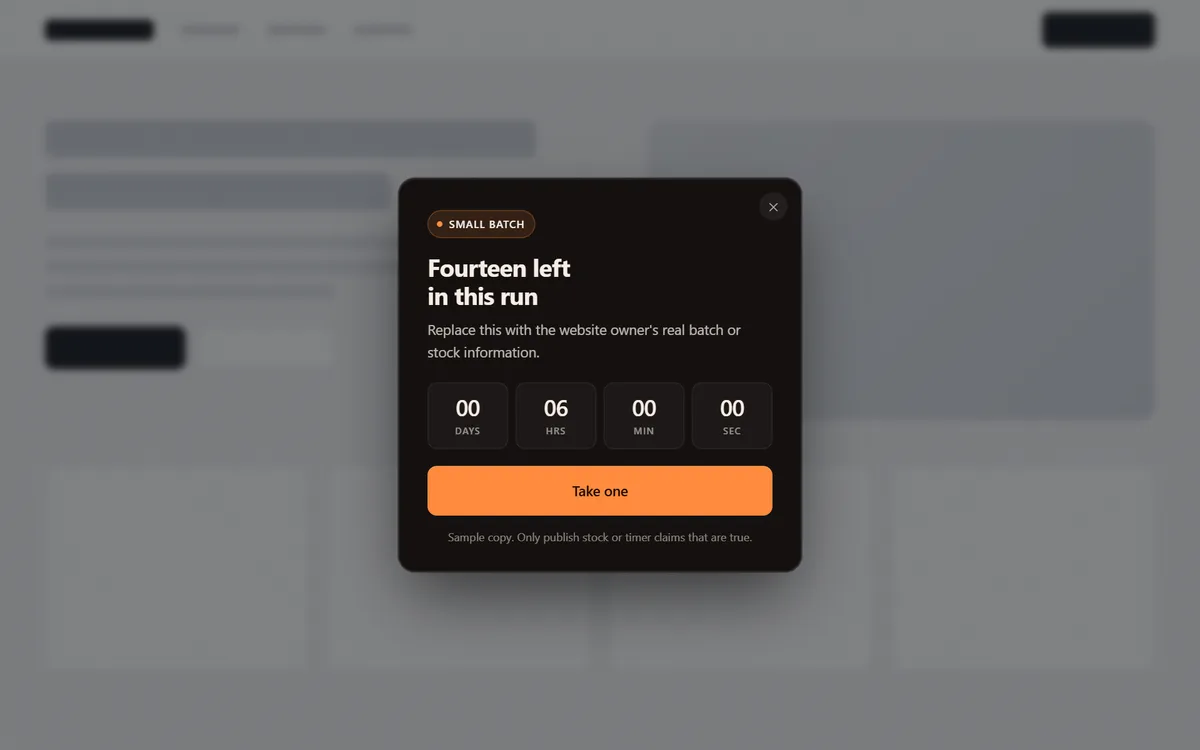 SMALL BATCH
Fourteen left
in this run
Replace this with the website owner's real batch or
stock information.
00 06 00 00
DAYS HRS MIN SEC
Take one
Sample copy. Only publish stock or timer claims that are true.